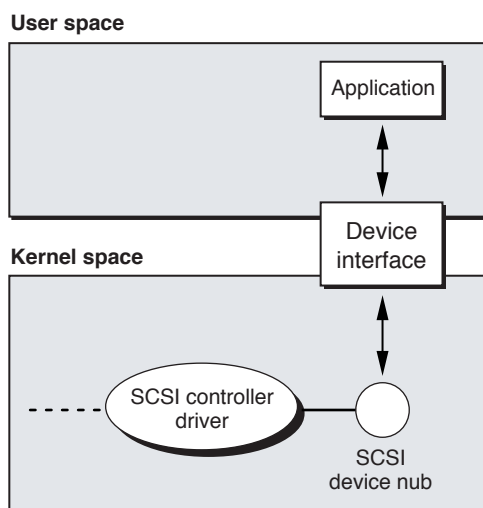 User space
Application
Device
interface
Kernel space
SCSI controller
driver
SCSI
device nub